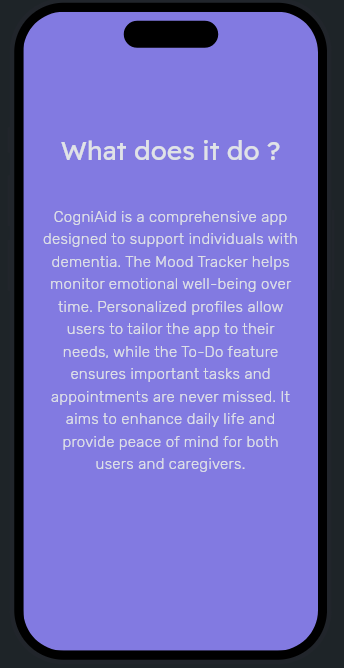 What does it do ?
CogniAid is a comprehensive app
designed to support individuals with
dementia. The Mood Tracker helps
monitor emotional well-being over
time. Personalized profiles allow
users to tailor the app to their
needs, while the To-Do feature
ensures important tasks and
appointments are never missed. It
aims to enhance daily life and
provide peace of mind for both
users and caregivers.